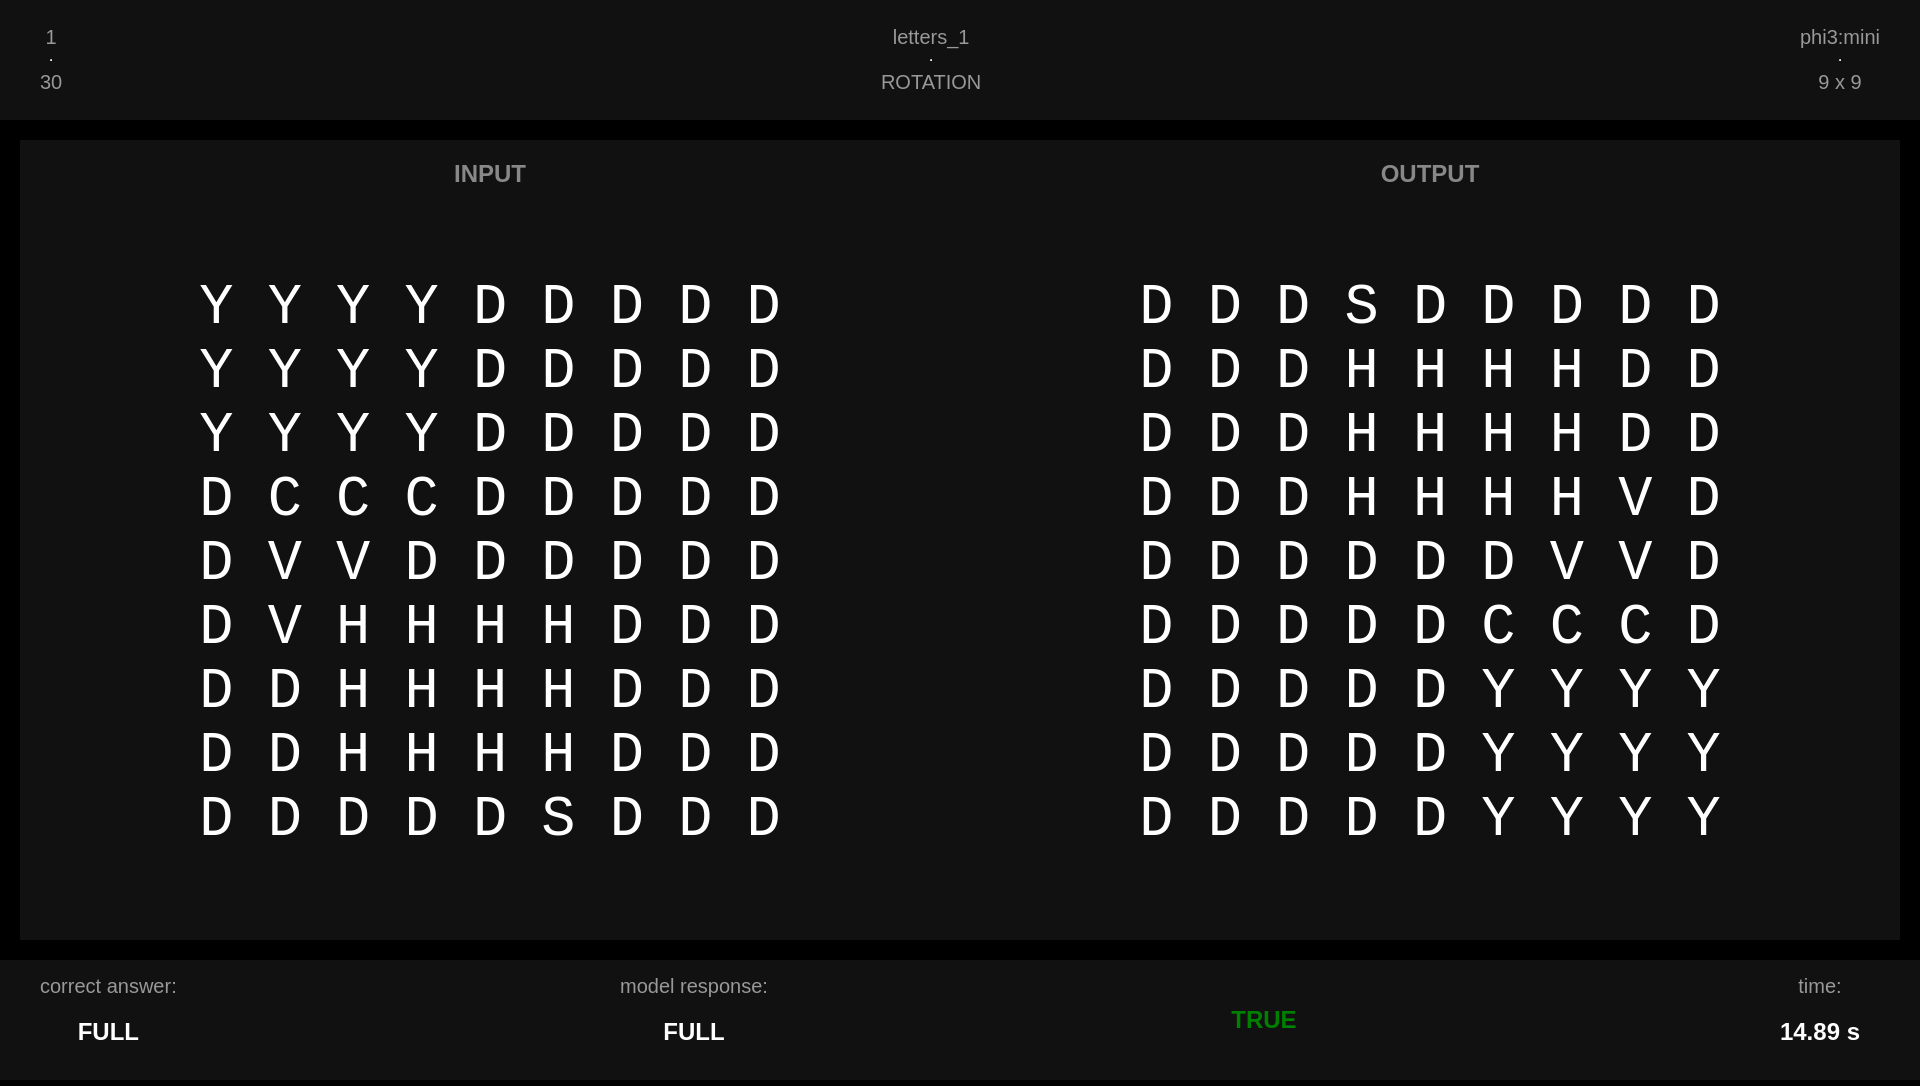 1
·
30
letters_1
·
ROTATION
phi3:mini
·
9 x 9
INPUT
Y Y Y Y D D D D D
Y Y Y Y D D D D D
Y Y Y Y D D D D D
D C C C D D D D D
D V V D D D D D D
D V H H H H D D D
D D H H H H D D D
D D H H H H D D D
D D D D D S D D D
OUTPUT
D D D S D D D D D
D D D H H H H D D
D D D H H H H D D
D D D H H H H V D
D D D D D D V V D
D D D D D C C C D
D D D D D Y Y Y Y
D D D D D Y Y Y Y
D D D D D Y Y Y Y
correct answer:
FULL
model response:
FULL
TRUE
time:
14.89 s